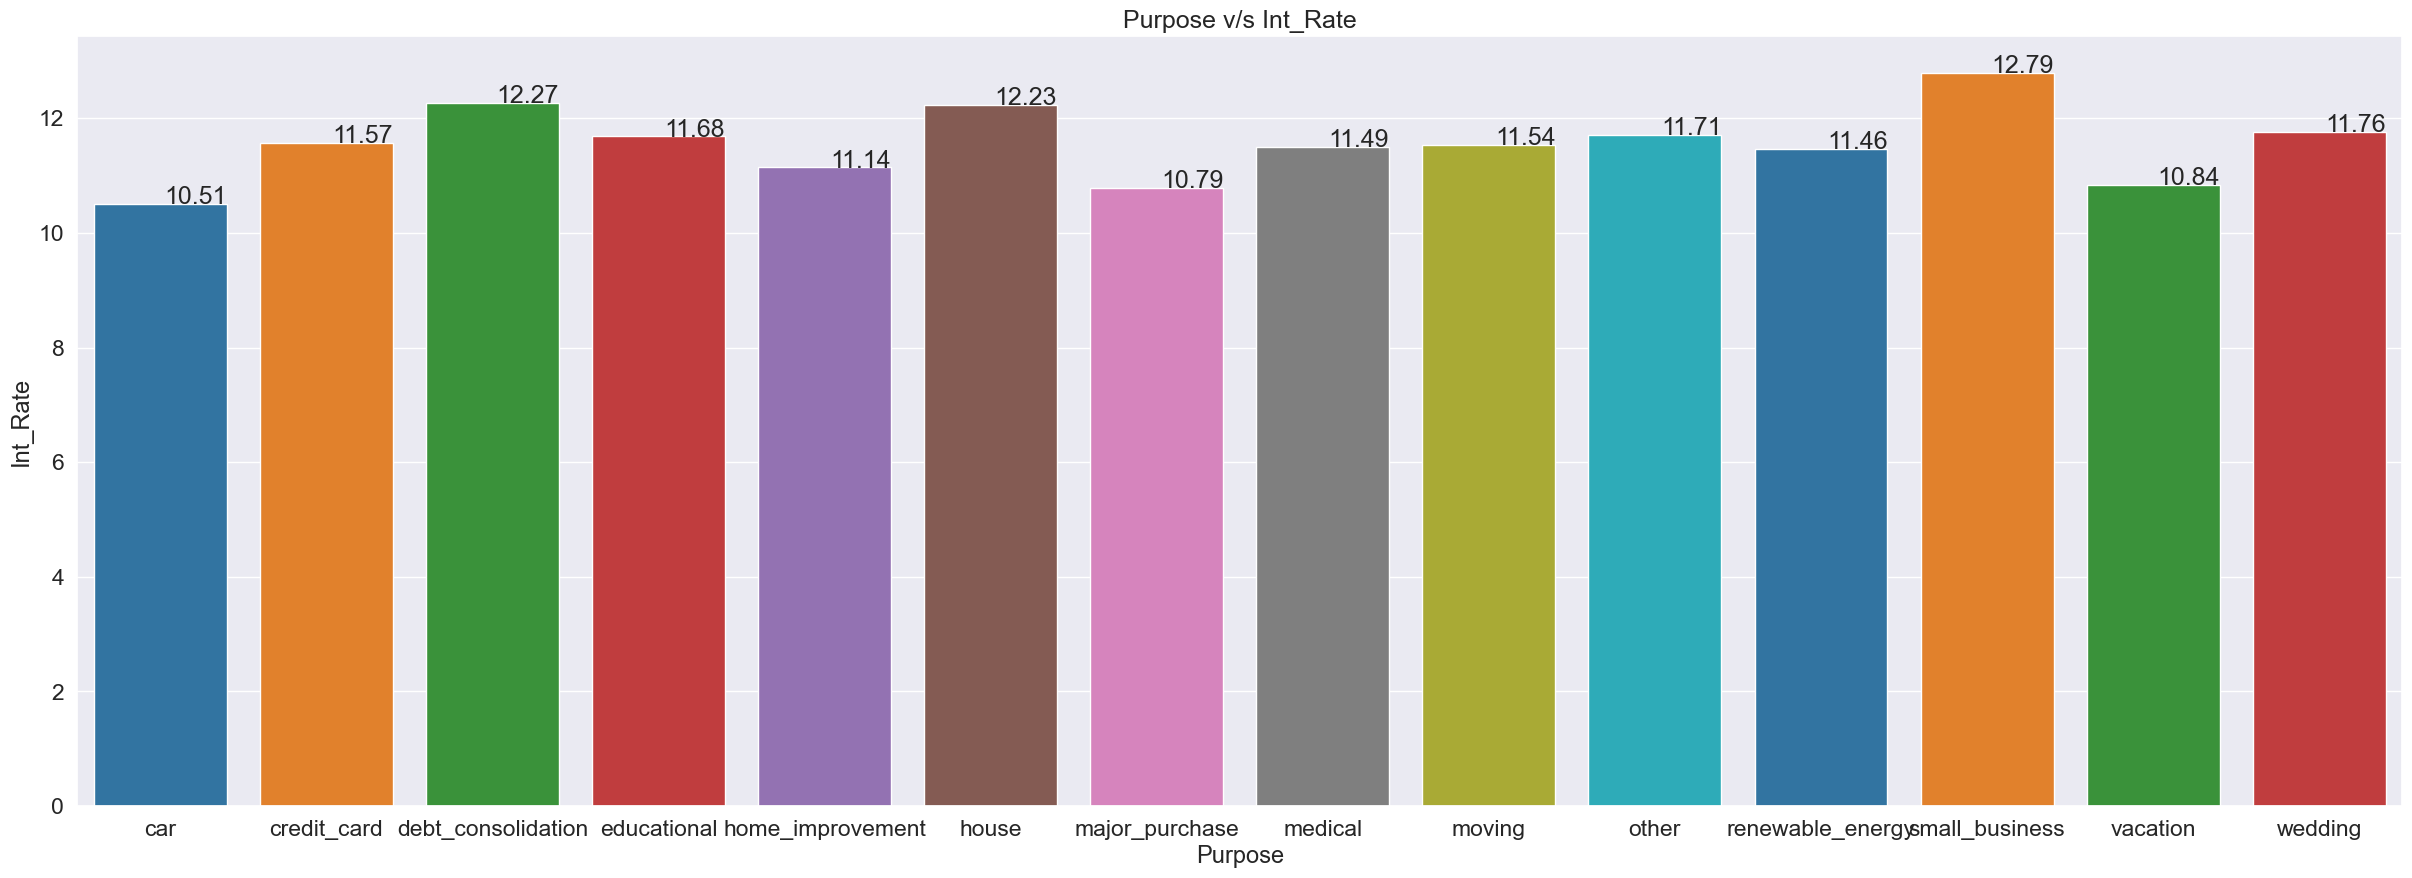 Purpose v/s Int_Rate
Int_Rate
12
10
8
6
4
2
0
10.51
11.57
12.27
11.68
11.14
12.23
10.79
11.49
11.54
11.71
11.46
12.79
10.84
11.76
car
credit_card
debt_consolidation
educational
home_improvement
house
major_purchase
medical
moving
other
renewable_energy
small_business
vacation
wedding
Purpose